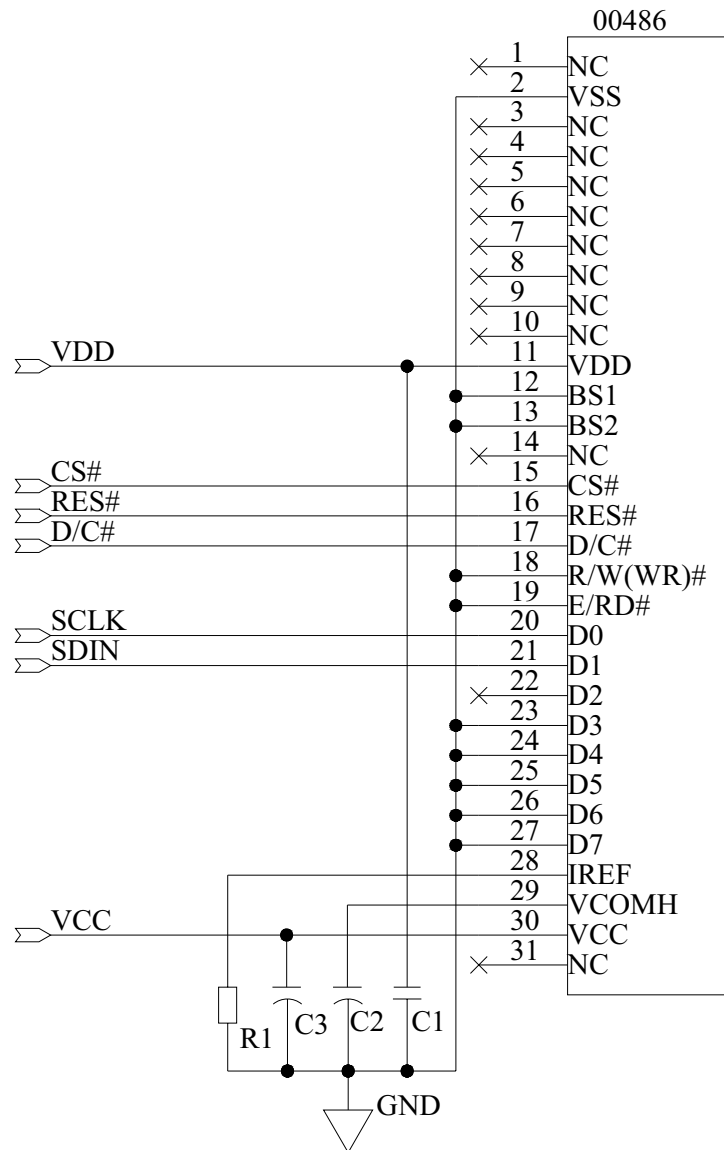 00486
1 NC
2 VSS
3 NC
4 NC
5 NC
6 NC
7 NC
8 NC
9 NC
10 NC
VDD 11 VDD
12 BS1
13 BS2
14 NC
CS# 15 CS#
RES# 16 RES#
D/C# 17 D/C#
18 R/W(WR)#
19 E/RD#
SCLK 20 D0
SDIN 21 D1
22 D2
23 D3
24 D4
25 D5
26 D6
27 D7
28 IREF
29 VCOMH
VCC 30 VCC
31 NC
R1 C3 C2 C1
GND